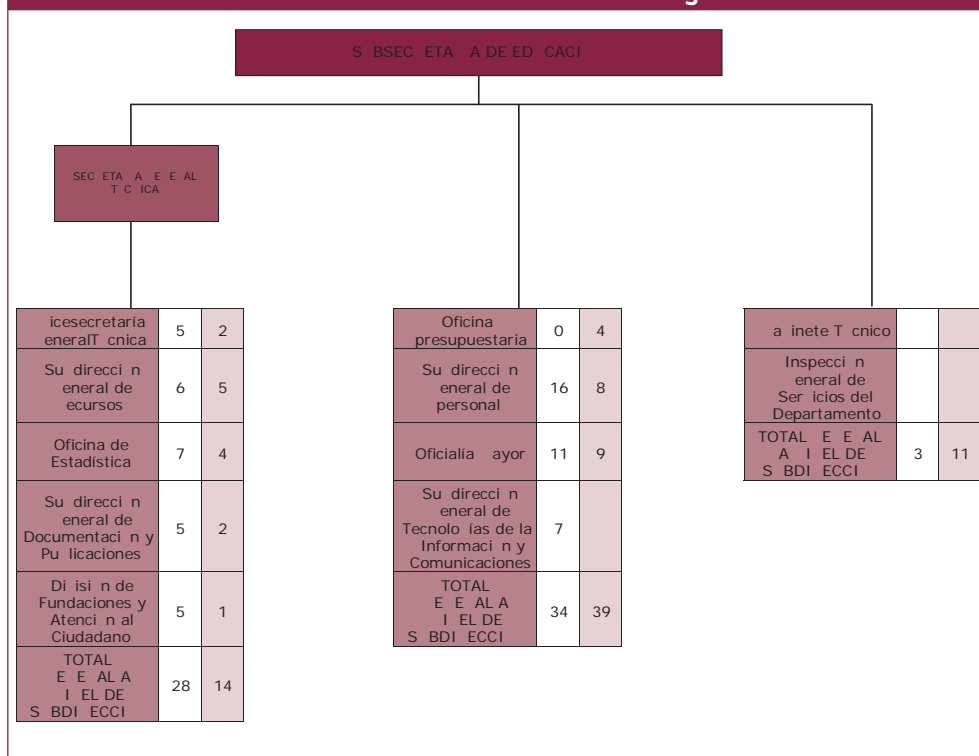 S BSEC ETA A DE ED CACI
SEC ETA A E E AL
T C ICA
icesecretaría
eneralT cnica 5 2
Su direcci n
eneral de
ecursos 6 5
Oficina de
Estadística 7 4
Su direcci n
eneral de
Documentaci n y
Pu licaciones 5 2
Di isi n de
Fundaciones y
Atenci n al
Ciudadano 5 1
TOTAL
E E AL A
I EL DE
S BDI ECCI 28 14
Oficina
presupuestaria 0 4
Su direcci n
eneral de
personal 16 8
Oficialía ayor 11 9
Su direcci n
eneral de
Tecnolo ías de la
Informaci n y
Comunicaciones 7
TOTAL
E E AL A
I EL DE
S BDI ECCI 34 39
a inete T cnico
Inspecci n
eneral de
Ser icios del
Departamento
TOTAL E E AL
A I EL DE
S BDI ECCI 3 11